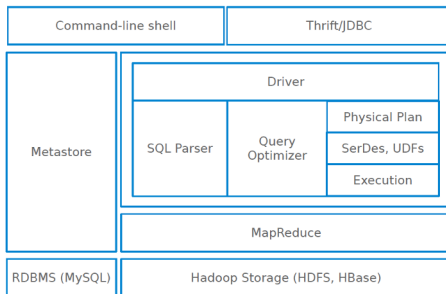 Command-line shell
Thrift/JDBC
Metastore
Driver
SQL Parser
Query
Optimizer
Physical Plan
SerDes, UDFs
Execution
MapReduce
RDBMS (MySQL)
Hadoop Storage (HDFS, HBase)